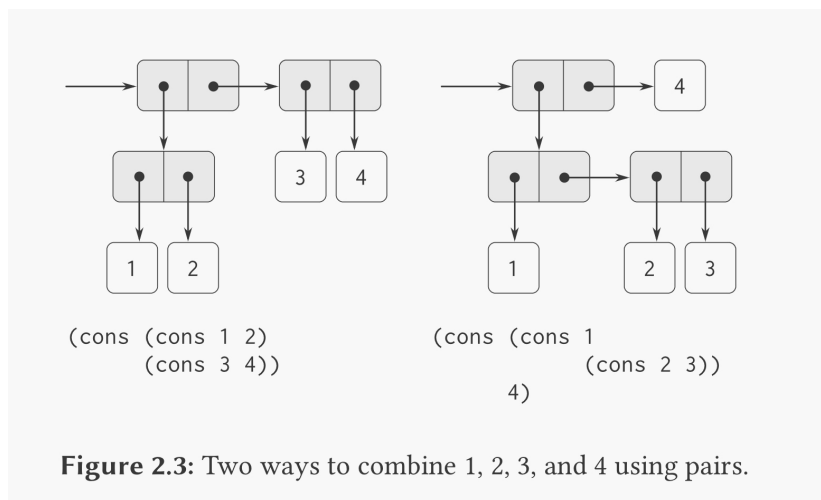 3 4 4
1 2 1 2 3
(cons (cons 1 2)
      (cons 3 4))
(cons (cons 1
            (cons 2 3))
      4)
Figure 2.3: Two ways to combine 1, 2, 3, and 4 using pairs.